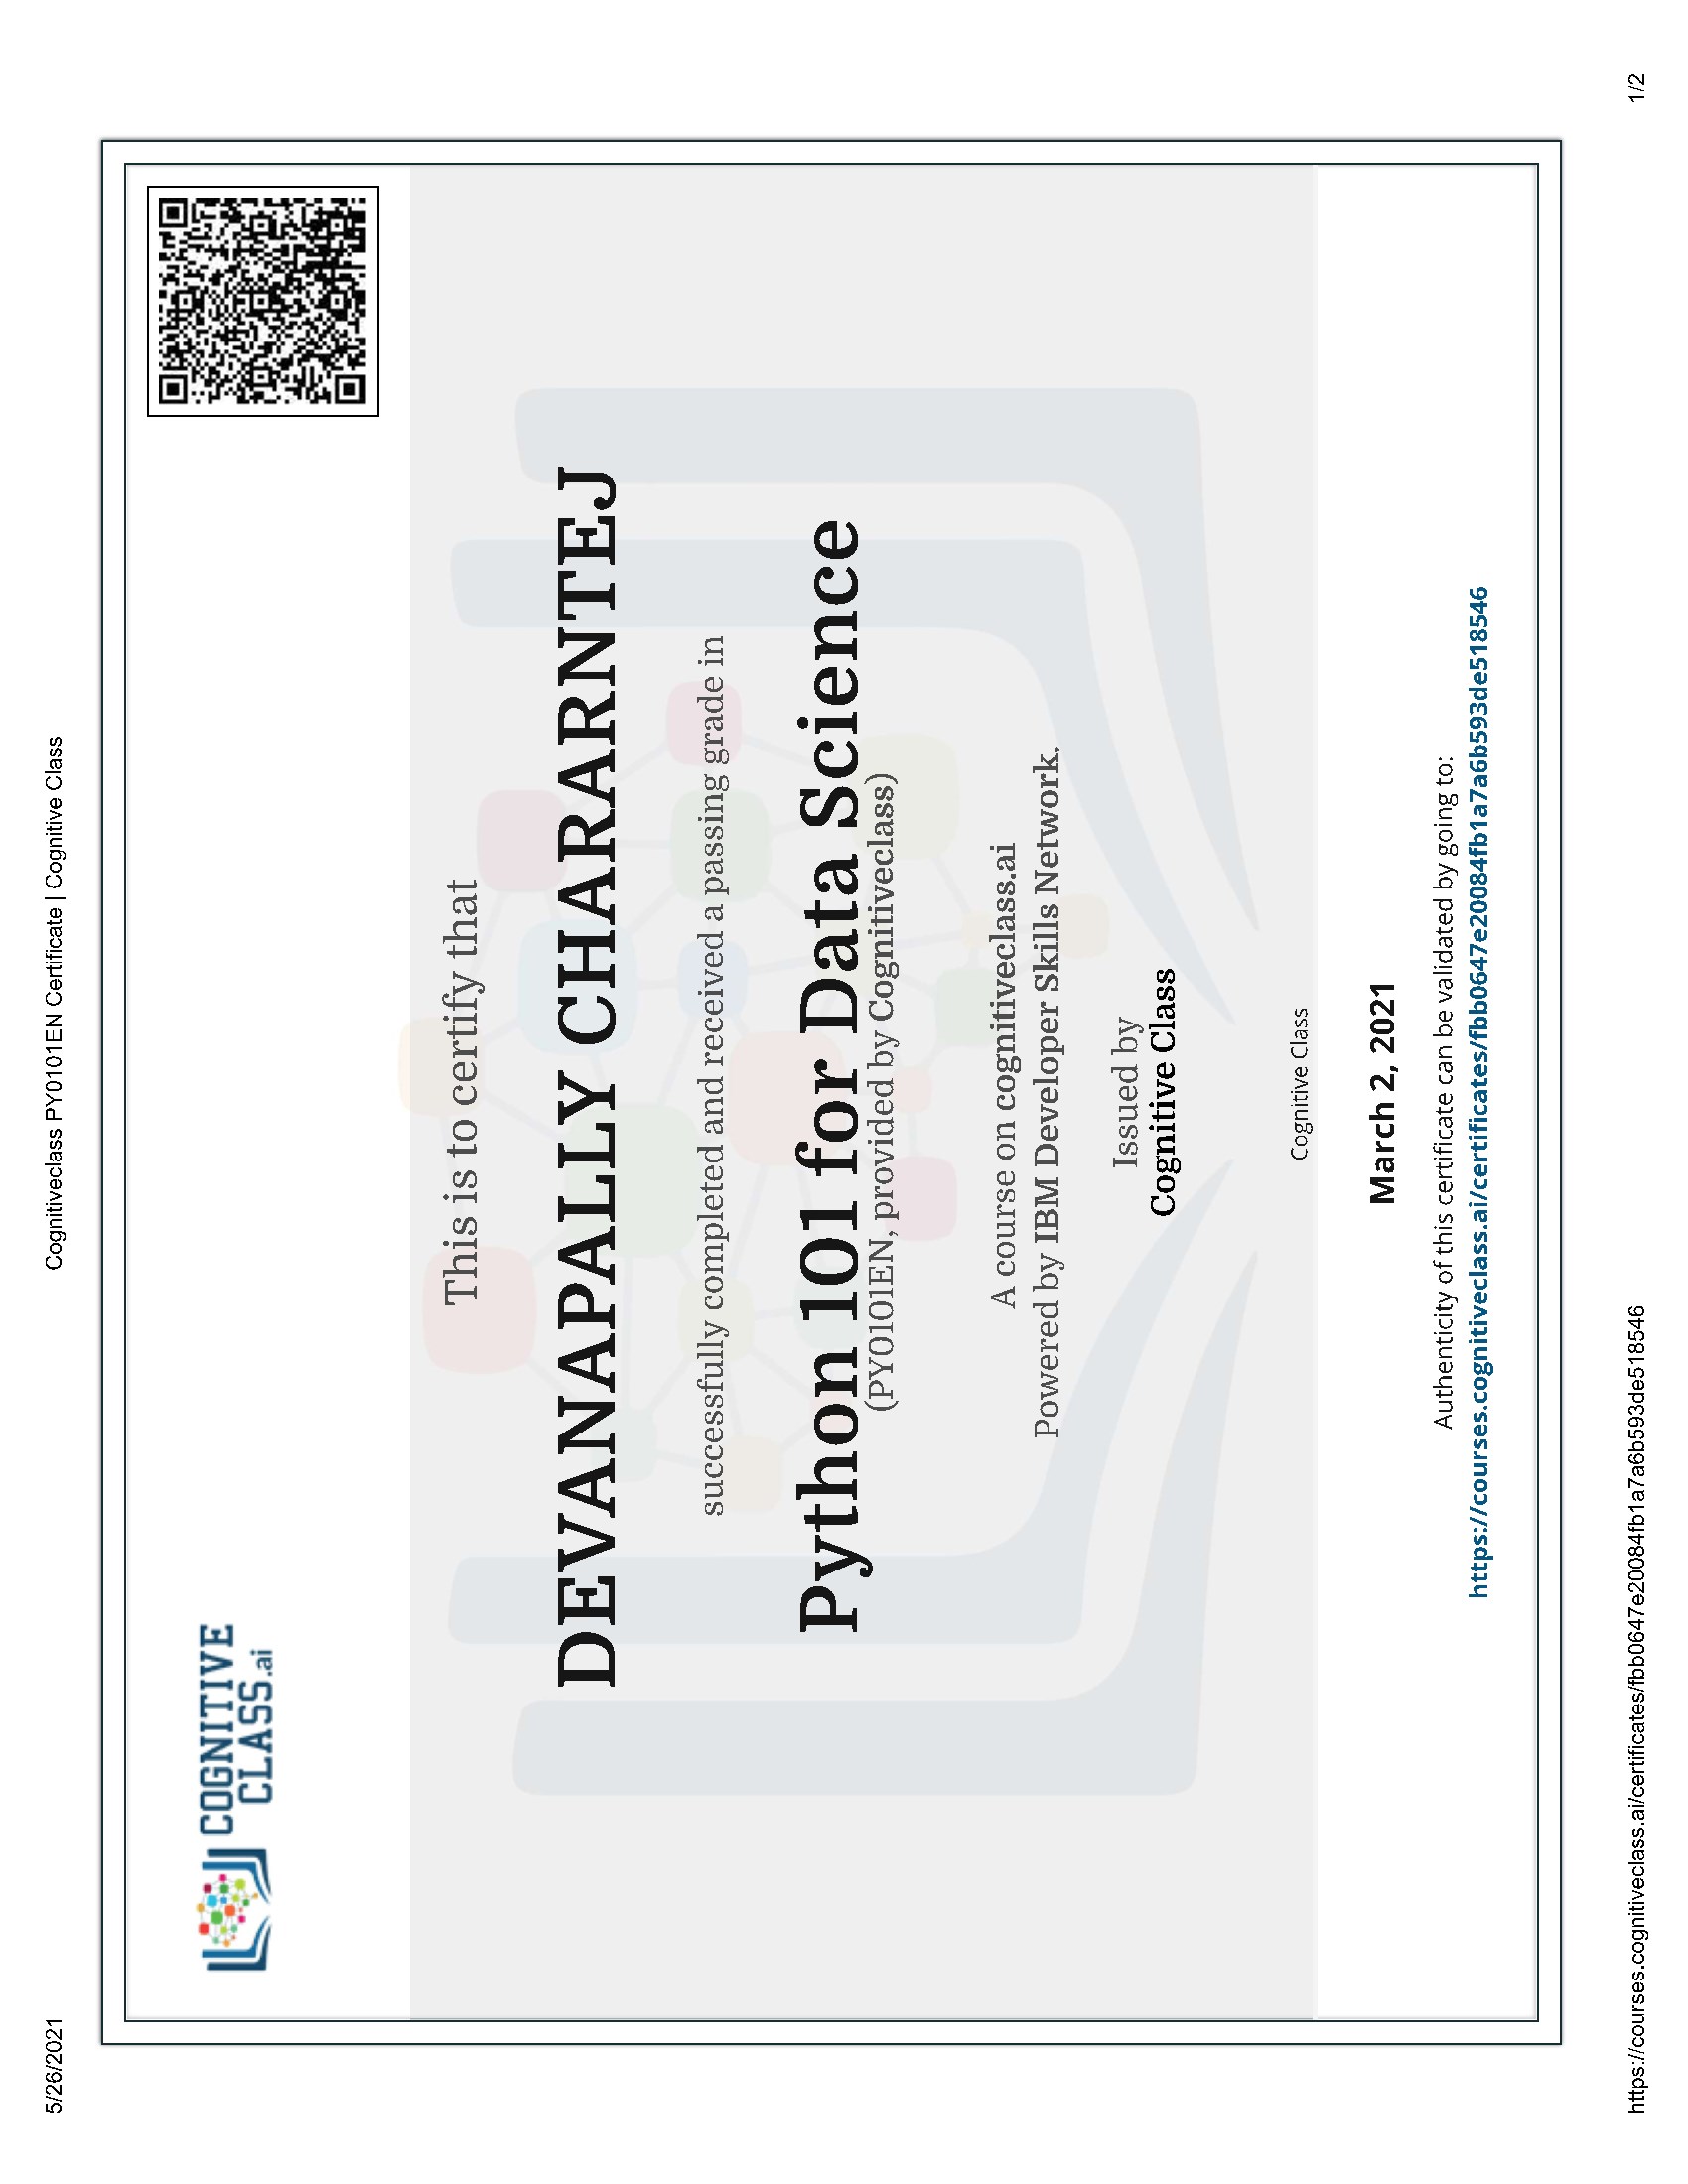 5/26/2021
Cognitiveclass PY0101EN Certificate | Cognitive Class
COGNITIVE
CLASS.ai
This is to certify that
DEVANAPALLY CHARARNTEJ
successfully completed and received a passing grade in
Python 101 for Data Science
(PY0101EN, provided by Cognitiveclass)
A course on cognitiveclass.ai
Powered by IBM Developer Skills Network.
Issued by
Cognitive Class
Cognitive Class
March 2, 2021
Authenticity of this certificate can be validated by going to:
https://courses.cognitiveclass.ai/certificates/fbb0647e20084fb1a7a6b593de518546
https://courses.cognitiveclass.ai/certificates/fbb0647e20084fb1a7a6b593de518546
1/2